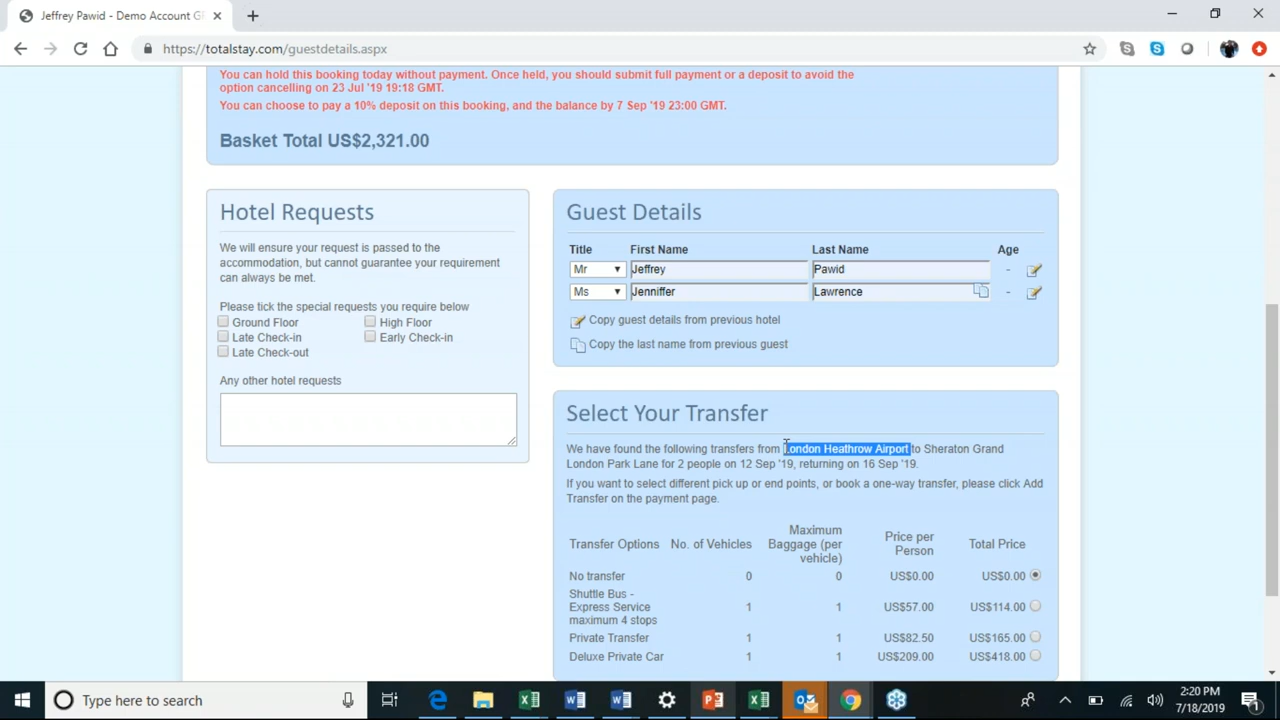 Jeffrey Pawid - Demo Account G
https://totalstay.com/guestdetails.aspx
You can hold this booking today without payment. Once held, you should submit full payment or a deposit to avoid the
option cancelling on 23 Jul '19 19:18 GMT.
You can choose to pay a 10% deposit on this booking, and the balance by 7 Sep '19 23:00 GMT.
Basket Total US$2,321.00
Hotel Requests
We will ensure your request is passed to the
accommodation, but cannot guarantee your requirement
can always be met.
Please tick the special requests you require below
Ground Floor High Floor
Late Check-in Early Check-in
Late Check-out
Any other hotel requests
Guest Details
Title First Name Last Name Age
Mr Jeffrey Pawid -
Ms Jenniffer Lawrence -
Copy guest details from previous hotel
Copy the last name from previous guest
Select Your Transfer
We have found the following transfers from London Heathrow Airport to Sheraton Grand
London Park Lane for 2 people on 12 Sep '19, returning on 16 Sep '19.
If you want to select different pick up or end points, or book a one-way transfer, please click Add
Transfer on the payment page.
Transfer Options No. of Vehicles Maximum Baggage (per vehicle) Price per Person Total Price
No transfer 0 0 US$0.00 US$0.00
Shuttle Bus -
Express Service
maximum 4 stops 1 1 US$57.00 US$114.00
Private Transfer 1 1 US$82.50 US$165.00
Deluxe Private Car 1 1 US$209.00 US$418.00
Type here to search
2:20 PM
7/18/2019